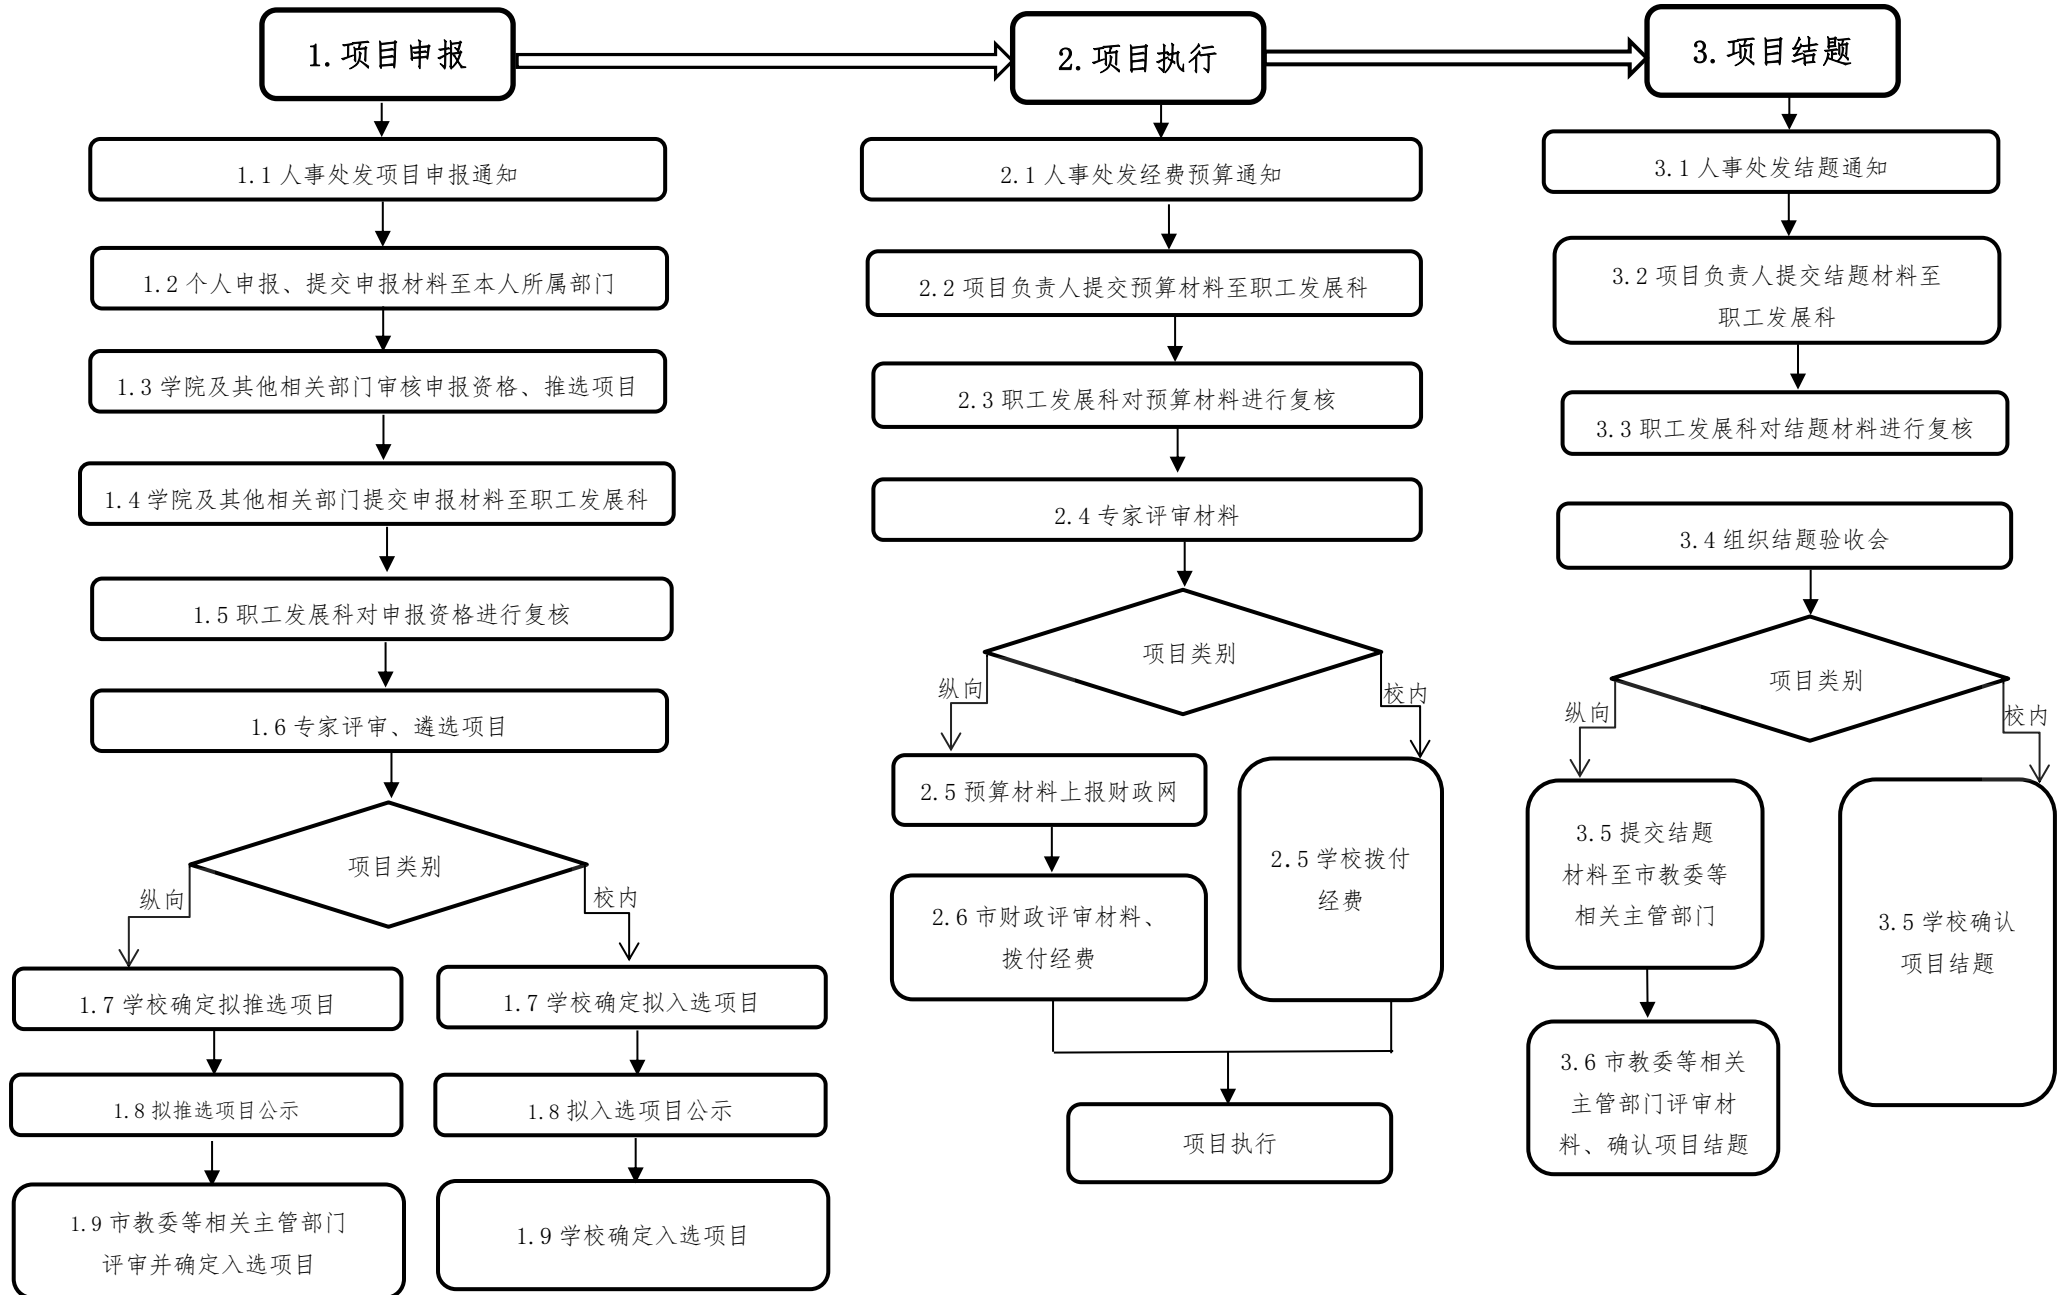 1.项目申报
2.项目执行
3.项目结题
1.1 人事处发项目申报通知
1.2 个人申报、提交申报材料至本人所属部门
1.3 学院及其他相关部门审核申报资格、推选项目
1.4 学院及其他相关部门提交申报材料至职工发展科
1.5 职工发展科对申报资格进行复核
1.6 专家评审、遴选项目
项目类别
纵向
校内
1.7 学校确定拟推选项目
1.8 拟推选项目公示
1.9 市教委等相关主管部门
评审并确定入选项目
1.7 学校确定拟入选项目
1.8 拟入选项目公示
1.9 学校确定入选项目
2.1 人事处发经费预算通知
2.2 项目负责人提交预算材料至职工发展科
2.3 职工发展科对预算材料进行复核
2.4 专家评审材料
项目类别
纵向
校内
2.5 预算材料上报财政网
2.6 市财政评审材料、
拨付经费
2.5 学校拨付
经费
项目执行
3.1 人事处发结题通知
3.2 项目负责人提交结题材料至
职工发展科
3.3 职工发展科对结题材料进行复核
3.4 组织结题验收会
项目类别
纵向
校内
3.5 提交结题
材料至市教委等
相关主管部门
3.6 市教委等相关
主管部门评审材
料、确认项目结题
3.5 学校确认
项目结题